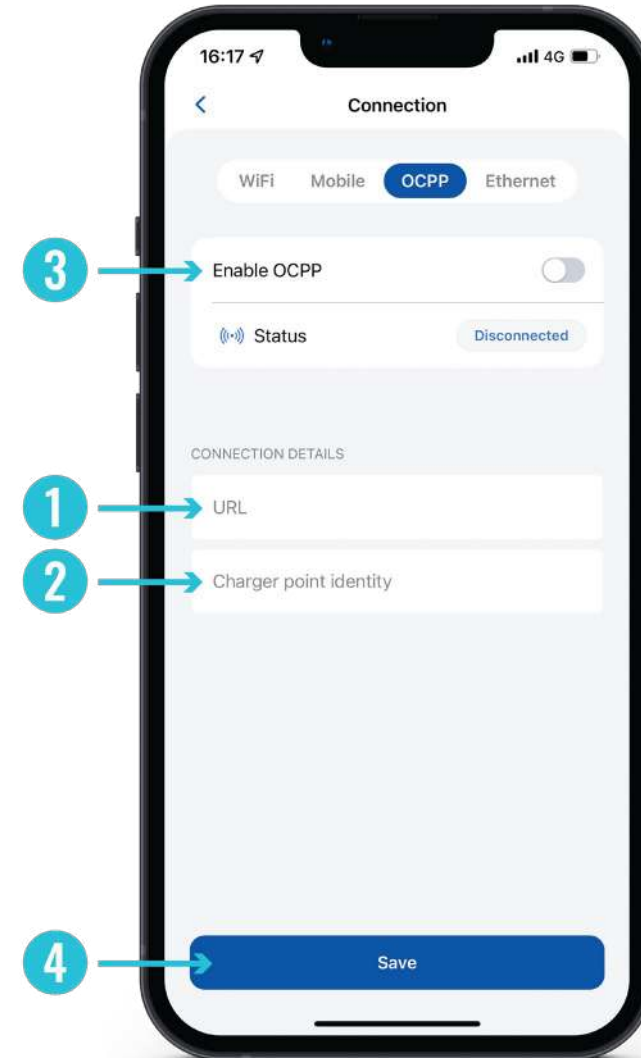 16:17 4G
Connection
WiFi Mobile OCPP Ethernet
3 Enable OCPP
Status Disconnected
CONNECTION DETAILS
1 URL
2 Charger point identity
4 Save